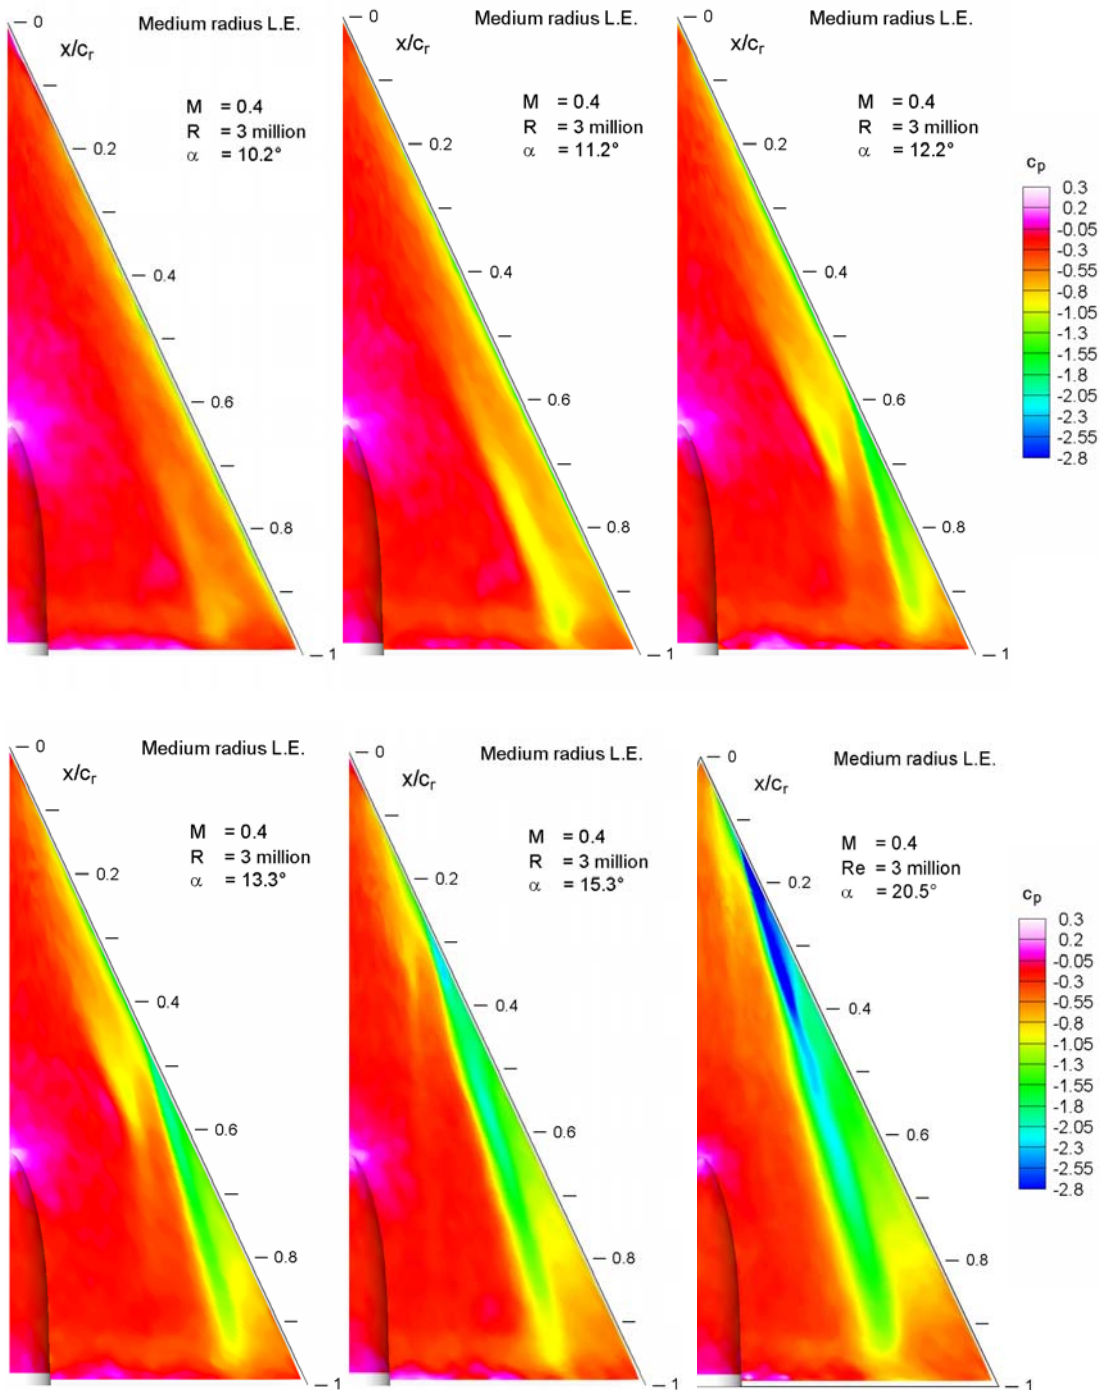 0
Medium radius L.E.
x/cr
M = 0.4
R = 3 million
α = 10.2°
0.2
0.4
0.6
0.8
1
0
Medium radius L.E.
x/cr
M = 0.4
R = 3 million
α = 11.2°
0.2
0.4
0.6
0.8
1
0
Medium radius L.E.
x/cr
M = 0.4
R = 3 million
α = 12.2°
0.2
0.4
0.6
0.8
1
cp
0.3
0.2
-0.05
-0.3
-0.55
-0.8
-1.05
-1.3
-1.55
-1.8
-2.05
-2.3
-2.55
-2.8
0
Medium radius L.E.
x/cr
M = 0.4
R = 3 million
α = 13.3°
0.2
0.4
0.6
0.8
1
0
Medium radius L.E.
x/cr
M = 0.4
R = 3 million
α = 15.3°
0.2
0.4
0.6
0.8
1
0
Medium radius L.E.
x/cr
M = 0.4
Re = 3 million
α = 20.5°
0.2
0.4
0.6
0.8
1
cp
0.3
0.2
-0.05
-0.3
-0.55
-0.8
-1.05
-1.3
-1.55
-1.8
-2.05
-2.3
-2.55
-2.8